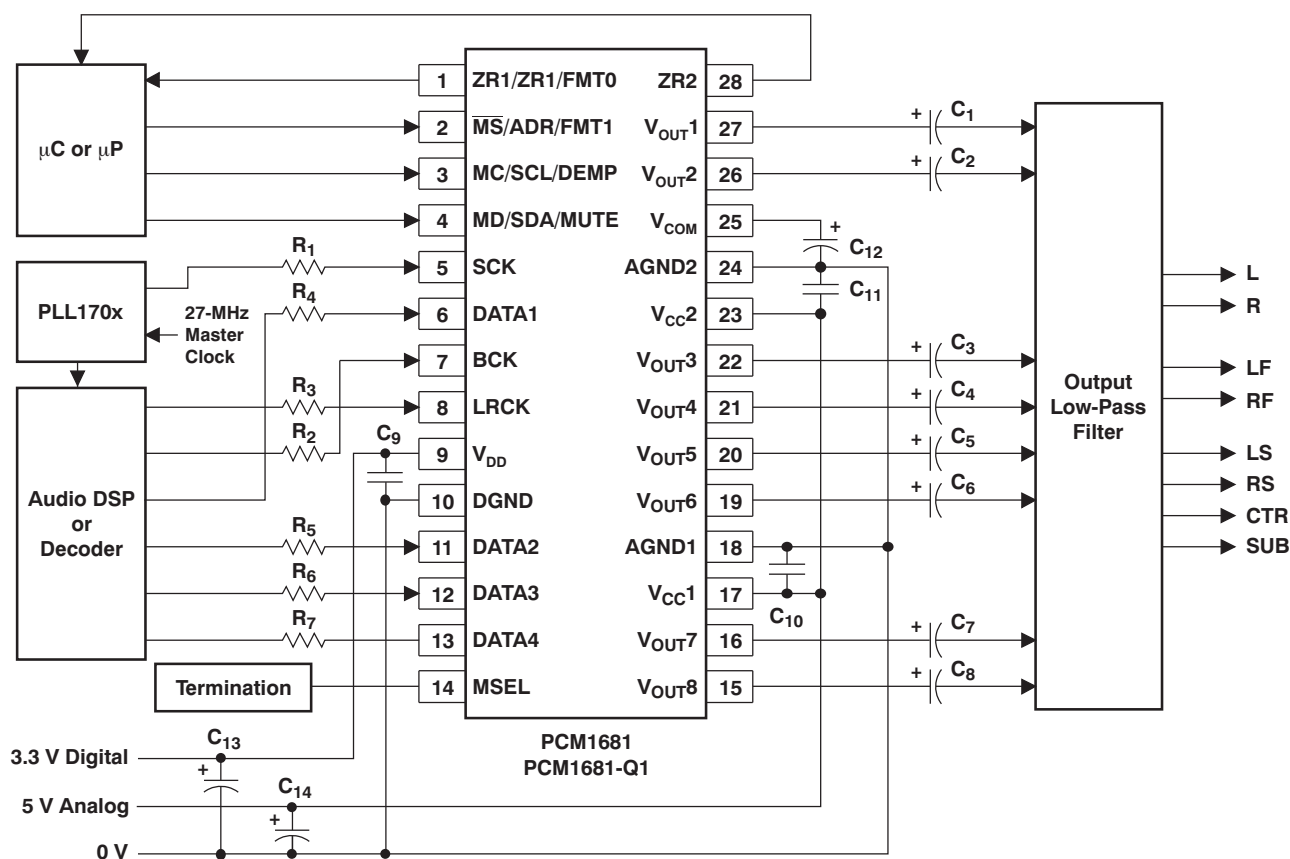 μC or μP
1 ZR1/ZR1/FMT0
2 MS/ADR/FMT1
3 MC/SCL/DEMP
4 MD/SDA/MUTE
5 SCK
6 DATA1
7 BCK
8 LRCK
9 VDD
10 DGND
11 DATA2
12 DATA3
13 DATA4
14 MSEL
ZR2 28
VOUT1 27
VOUT2 26
VCOM 25
AGND2 24
VCC2 23
VOUT3 22
VOUT4 21
VOUT5 20
VOUT6 19
AGND1 18
VCC1 17
VOUT7 16
VOUT8 15
PLL170x
27-MHz
Master
Clock
Audio DSP
or
Decoder
Termination
R1
R4
R3
R2
R5
R6
R7
C9
+ C1
+ C2
+
C12
C11
+ C3
+ C4
+ C5
+ C6
C10
+ C7
+ C8
Output
Low-Pass
Filter
L
R
LF
RF
LS
RS
CTR
SUB
PCM1681
PCM1681-Q1
C13
3.3 V Digital
+
C14
5 V Analog
+
0 V